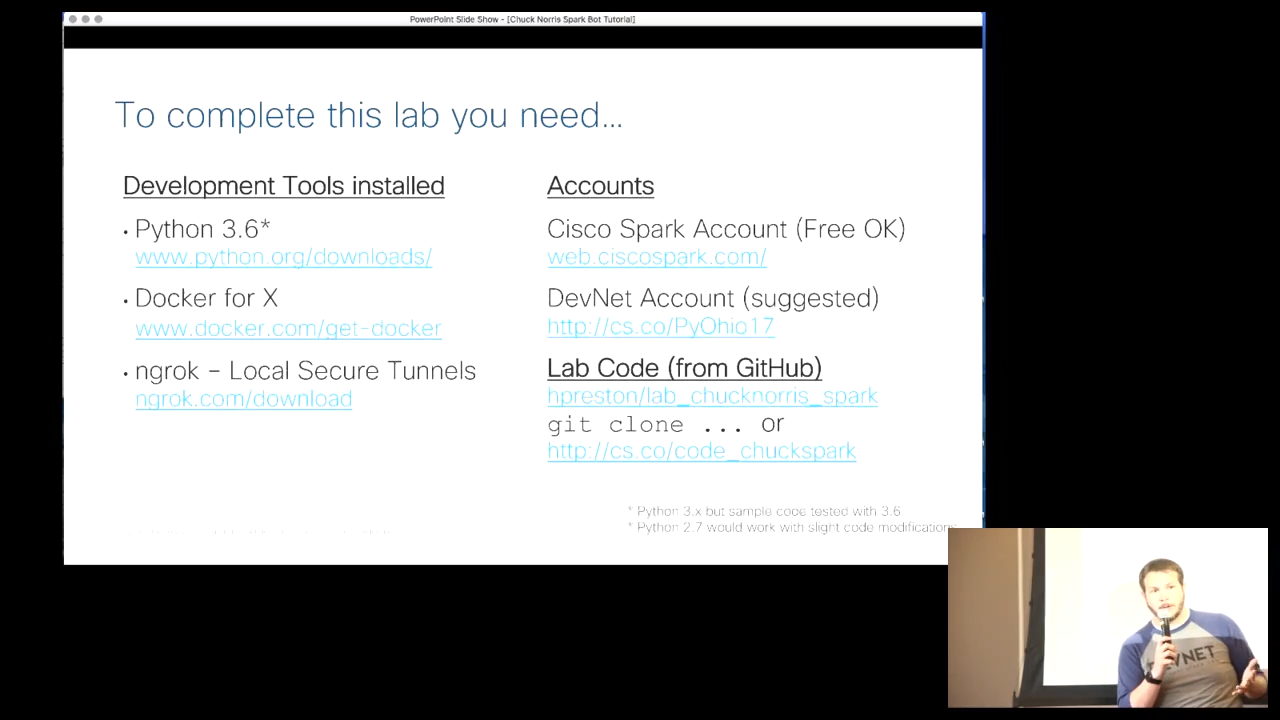 PowerPoint Slide Show - [Chuck Norris Spark Bot Tutorial]
To complete this lab you need...
Development Tools installed
• Python 3.6*
www.python.org/downloads/
• Docker for X
www.docker.com/get-docker
• ngrok – Local Secure Tunnels
ngrok.com/download
Accounts
Cisco Spark Account (Free OK)
web.ciscospark.com/
DevNet Account (suggested)
http://cs.co/PyOhio17
Lab Code (from GitHub)
hpreston/lab_chucknorris_spark
git clone ... or
http://cs.co/code_chuckspark
* Python 3.x but sample code tested with 3.6
* Python 2.7 would work with slight code modifications
DEVNET